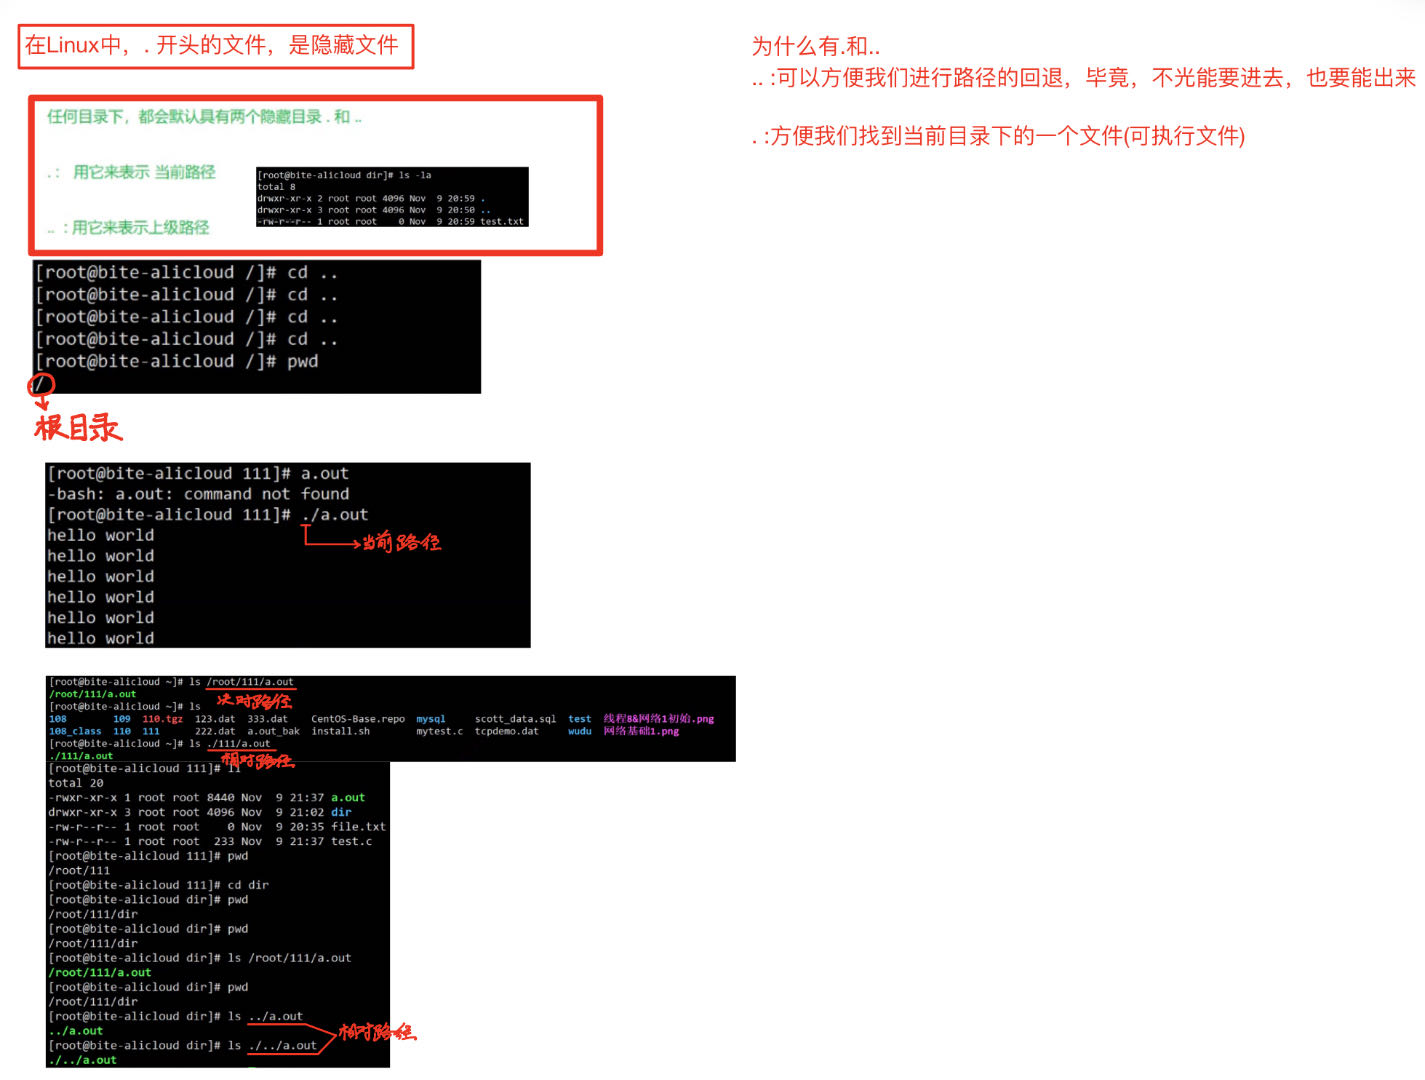 在Linux中，. 开头的文件，是隐藏文件
为什么有.和..
.. :可以方便我们进行路径的回退，毕竟，不光能要进去，也要能出来
. :方便我们找到当前目录下的一个文件(可执行文件)
任何目录下，都会默认具有两个隐藏目录 . 和 ..
. :  用它来表示 当前路径
.. : 用它来表示上级路径
[root@bite-alicloud dir]# ls -la
total 8
drwxr-xr-x 2 root root 4096 Nov  9 20:59 .
drwxr-xr-x 3 root root 4096 Nov  9 20:50 ..
-rw-r--r-- 1 root root    0 Nov  9 20:59 test.txt
[root@bite-alicloud /]# cd ..
[root@bite-alicloud /]# cd ..
[root@bite-alicloud /]# cd ..
[root@bite-alicloud /]# cd ..
[root@bite-alicloud /]# pwd
/
根目录
[root@bite-alicloud 111]# a.out
-bash: a.out: command not found
[root@bite-alicloud 111]# ./a.out
当前路径
hello world
hello world
hello world
hello world
hello world
hello world
[root@bite-alicloud ~]# ls /root/111/a.out
/root/111/a.out
决对路径
[root@bite-alicloud ~]# ls
108       109  110.tgz  123.dat  333.dat    CentOS-Base.repo  mysql    scott_data.sql  test  线程8&网络1初始.png
108_class  110  111      222.dat  a.out_bak  install.sh        mytest.c  tcpdemo.dat     wudu  网络基础1.png
[root@bite-alicloud ~]# ls ./111/a.out
./111/a.out
相对路径
[root@bite-alicloud 111]# ll
total 20
-rwxr-xr-x 1 root root 8440 Nov  9 21:37 a.out
drwxr-xr-x 3 root root 4096 Nov  9 21:02 dir
-rw-r--r-- 1 root root    0 Nov  9 20:35 file.txt
-rw-r--r-- 1 root root  233 Nov  9 21:37 test.c
[root@bite-alicloud 111]# pwd
/root/111
[root@bite-alicloud 111]# cd dir
[root@bite-alicloud dir]# pwd
/root/111/dir
[root@bite-alicloud dir]# pwd
/root/111/dir
[root@bite-alicloud dir]# ls /root/111/a.out
/root/111/a.out
[root@bite-alicloud dir]# pwd
/root/111/dir
[root@bite-alicloud dir]# ls ../a.out
../a.out
相对路径
[root@bite-alicloud dir]# ls ./../a.out
./../a.out